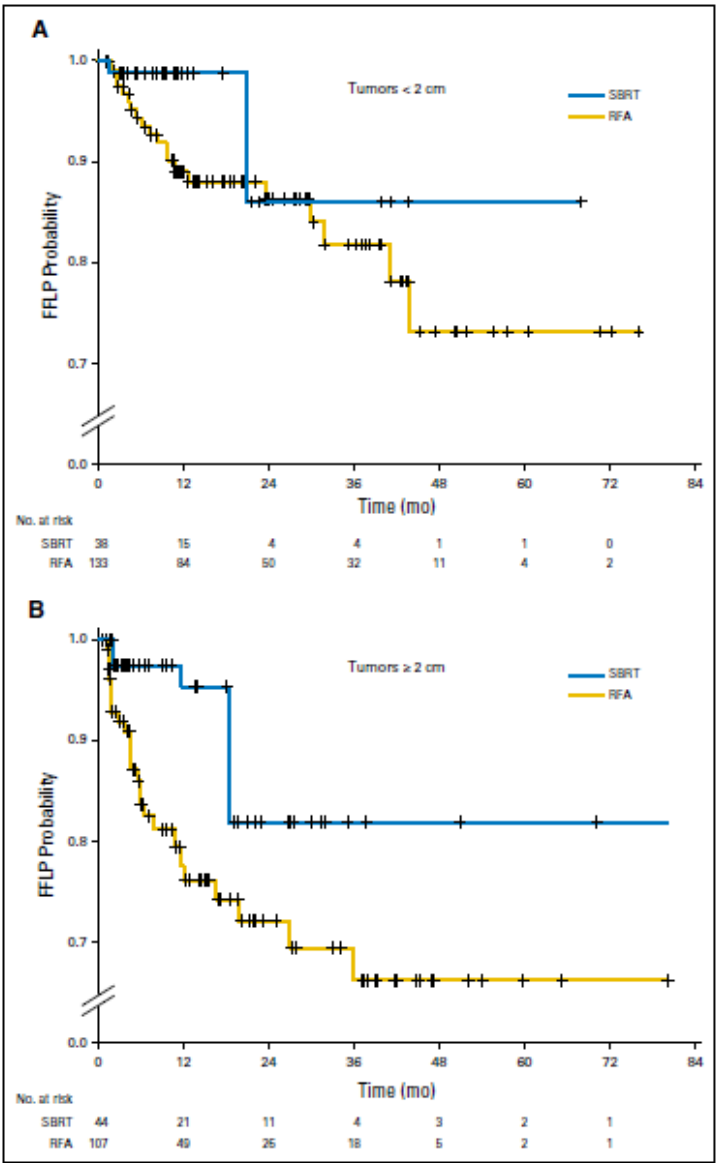 A
1.0
Tumors < 2 cm
SBRT
RFA
0.9
0.8
0.7
0.0
FFLP Probability
0 12 24 36 48 60 72 84
Time (mo)
No. at risk
SBRT 38 15 4 4 1 1 0
RFA 133 84 50 32 11 4 2
B
1.0
Tumors ≥ 2 cm
SBRT
RFA
0.9
0.8
0.7
0.0
FFLP Probability
0 12 24 36 48 60 72 84
Time (mo)
No. at risk
SBRT 44 21 11 4 3 2 1
RFA 107 49 26 18 5 2 1